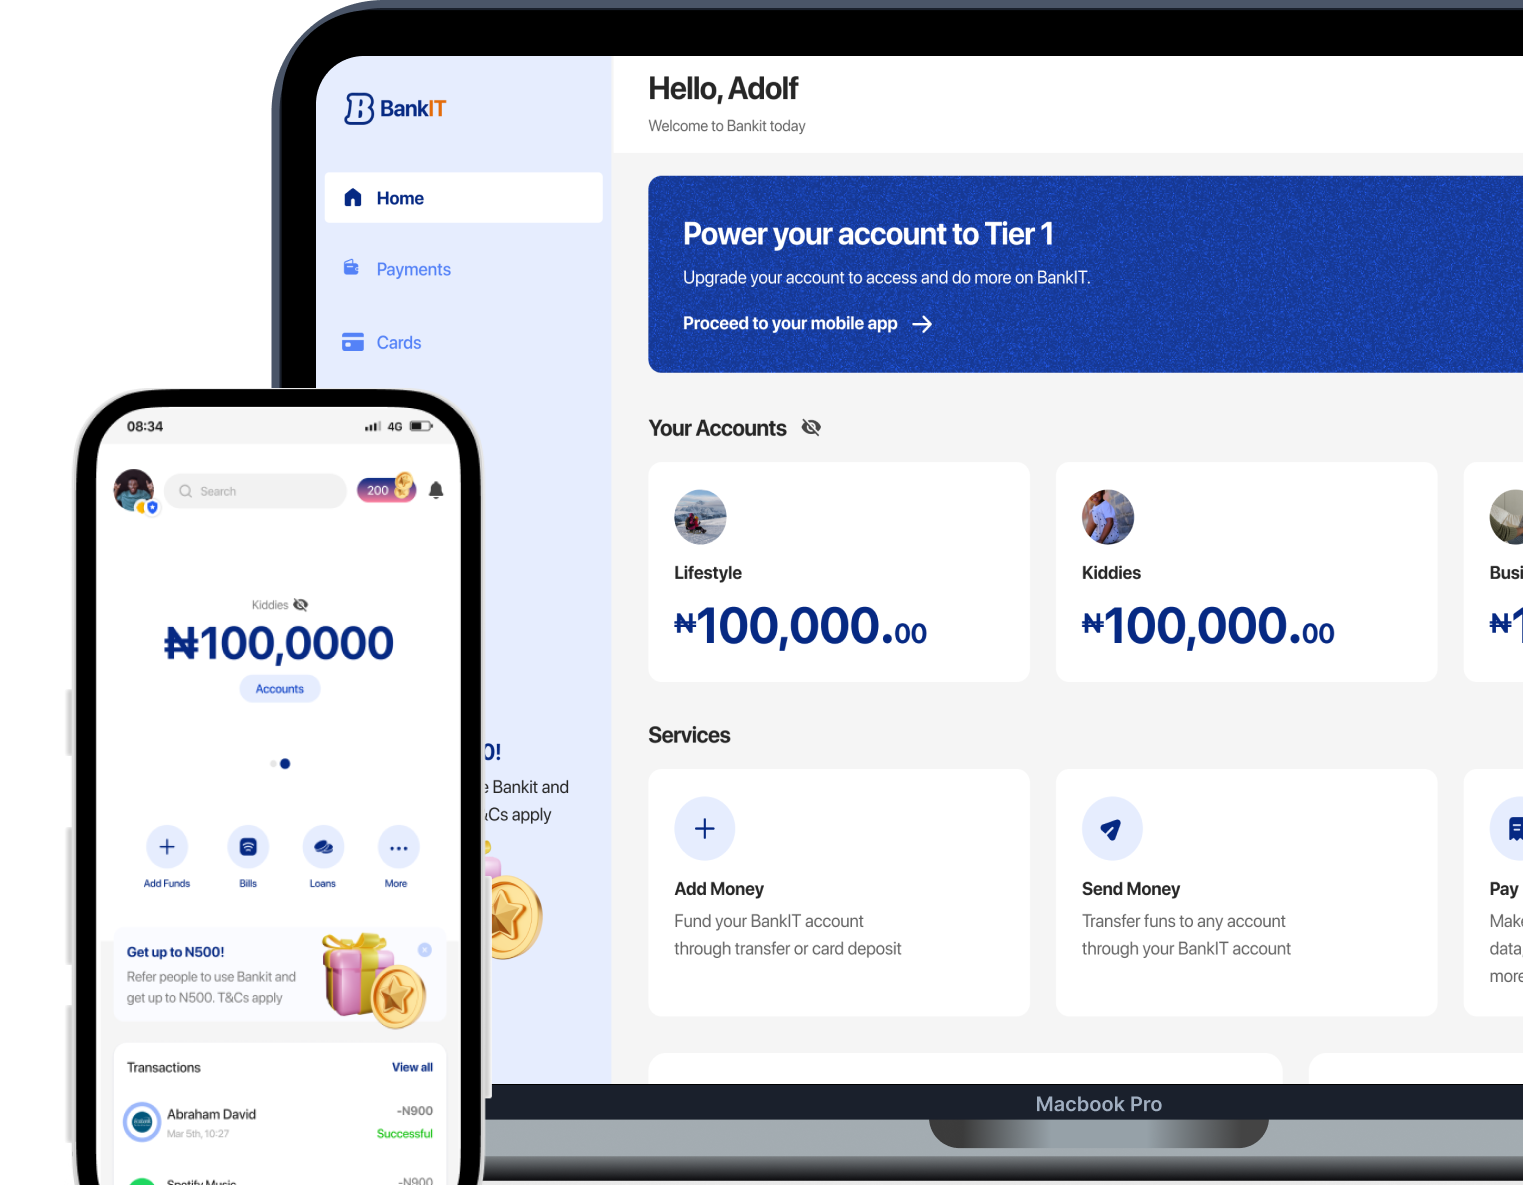 Hello, Adolf
Welcome to Bankit today
BankIT
Home
Payments
Cards
Power your account to Tier 1
Upgrade your account to access and do more on BankIT.
Proceed to your mobile app
Your Accounts
Lifestyle
₦100,000.00
Kiddies
₦100,000.00
Busi
₦1
Services
Add Money
Fund your BankIT account
through transfer or card deposit
Send Money
Transfer funs to any account
through your BankIT account
Pay
Make
data,
more
0!
e Bankit and
&Cs apply
Macbook Pro
08:34
4G
Search
200
Kiddies
₦100,0000
Accounts
Add Funds
Bills
Loans
More
Get up to N500!
Refer people to use Bankit and
get up to N500. T&Cs apply
Transactions
View all
Abraham David
-N900
Mar 5th, 10:27
Successful
Spotify Music
-N900